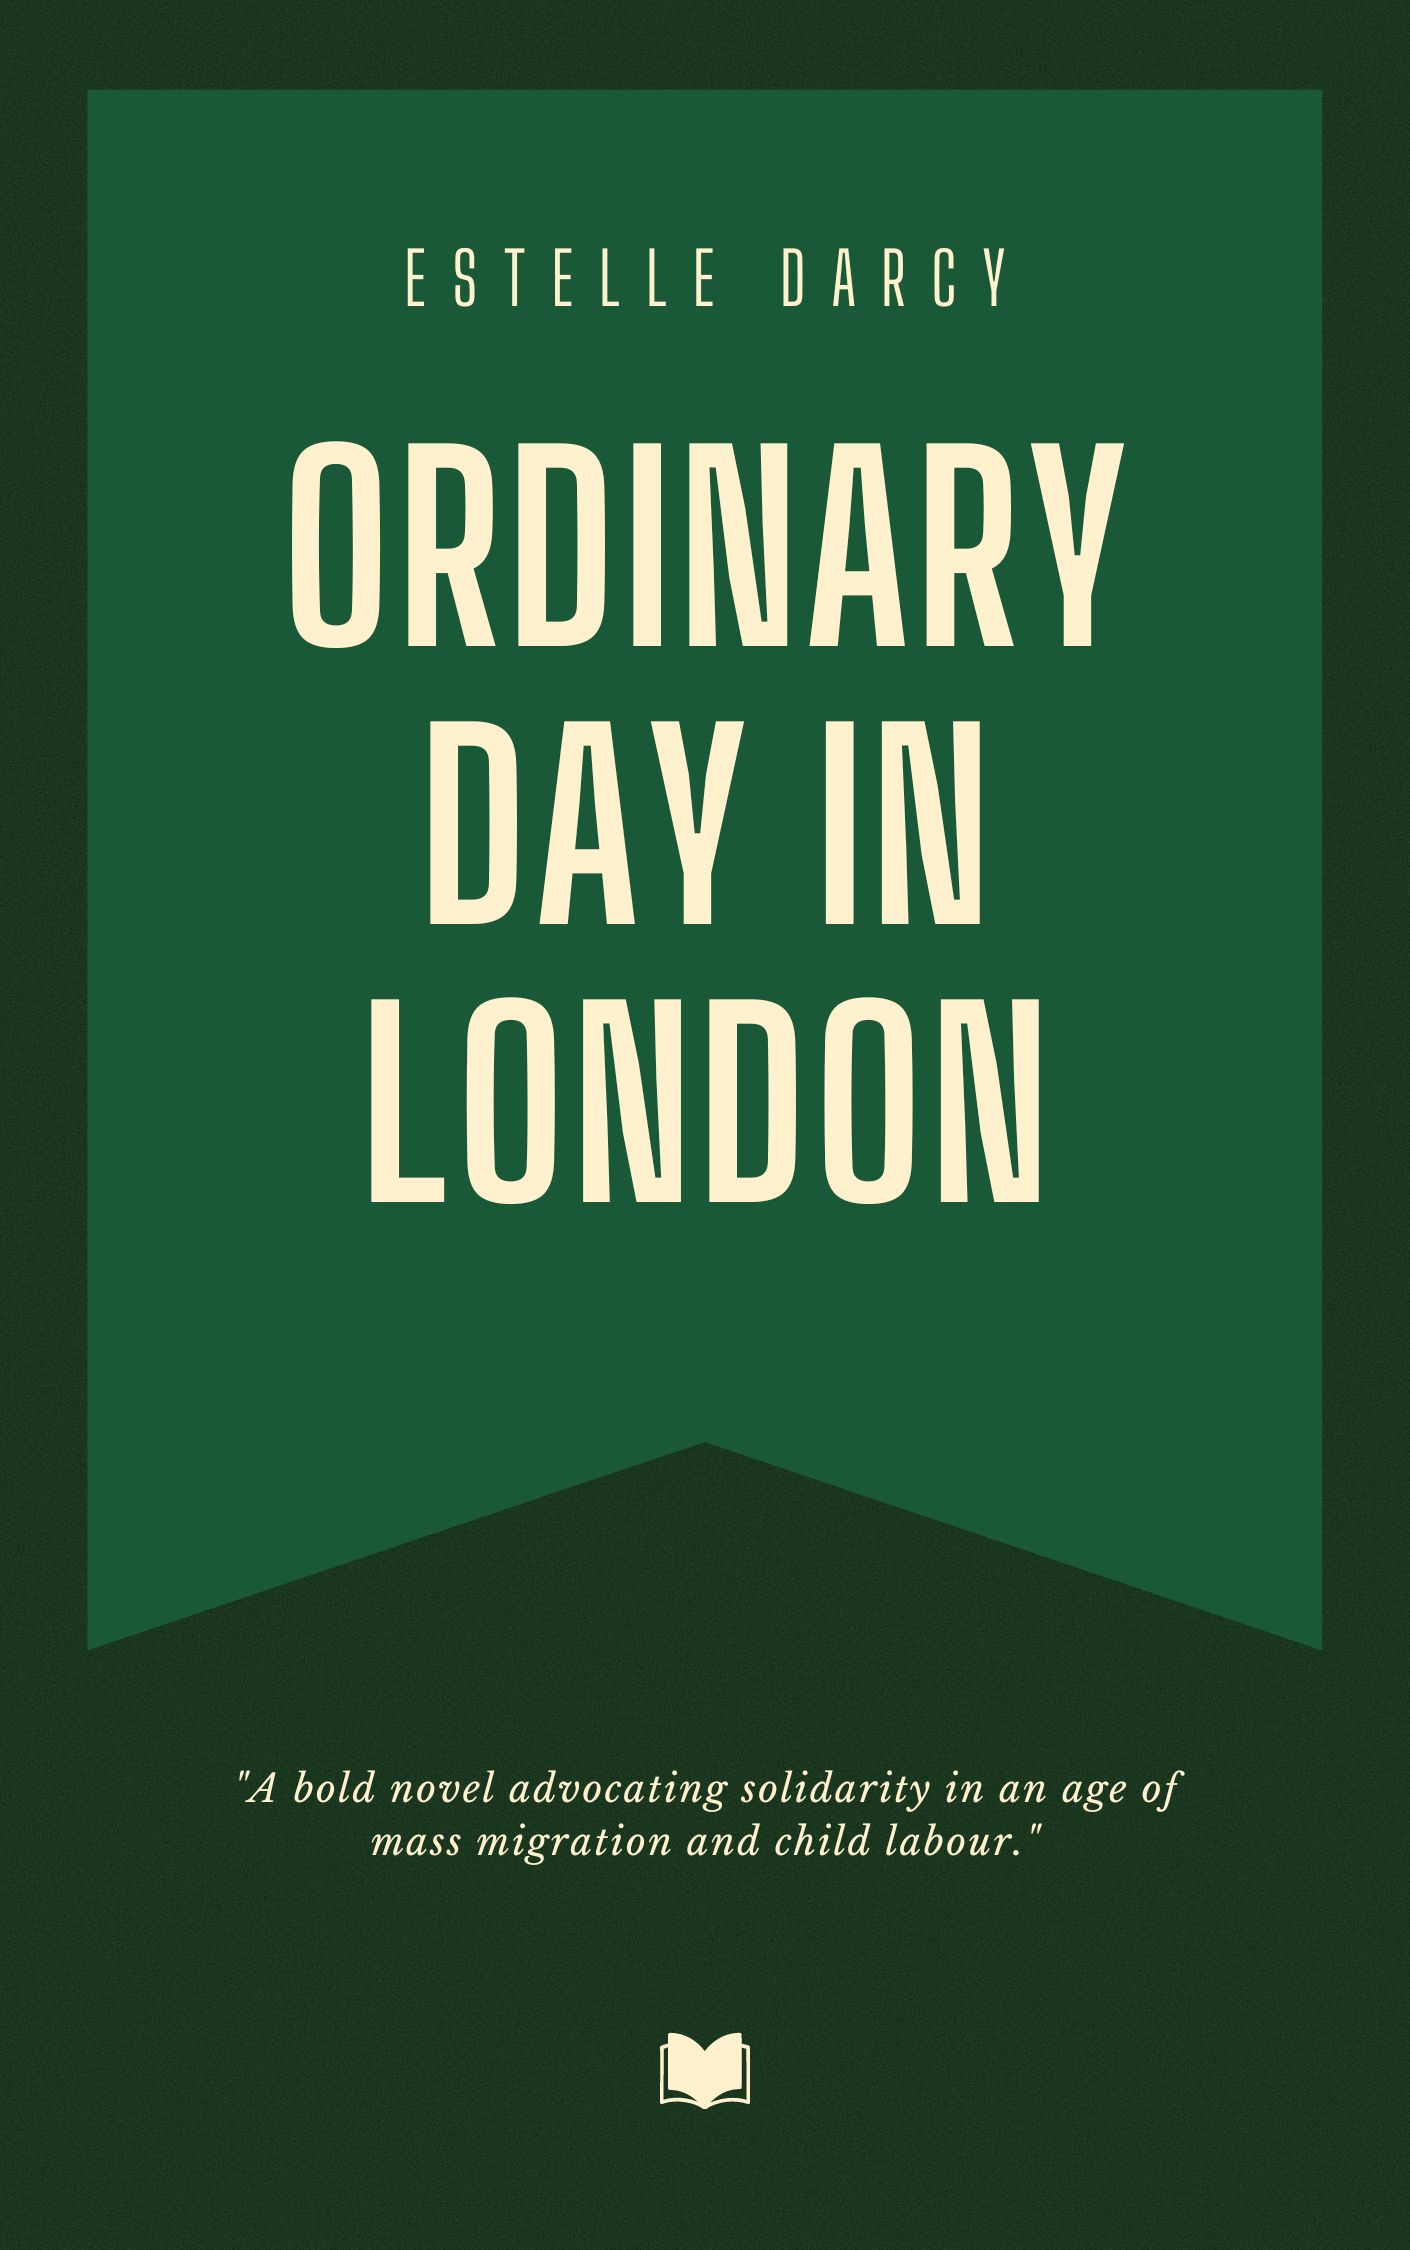 ESTELLE DARCY
ORDINARY
DAY IN
LONDON
"A bold novel advocating solidarity in an age of
mass migration and child labour."